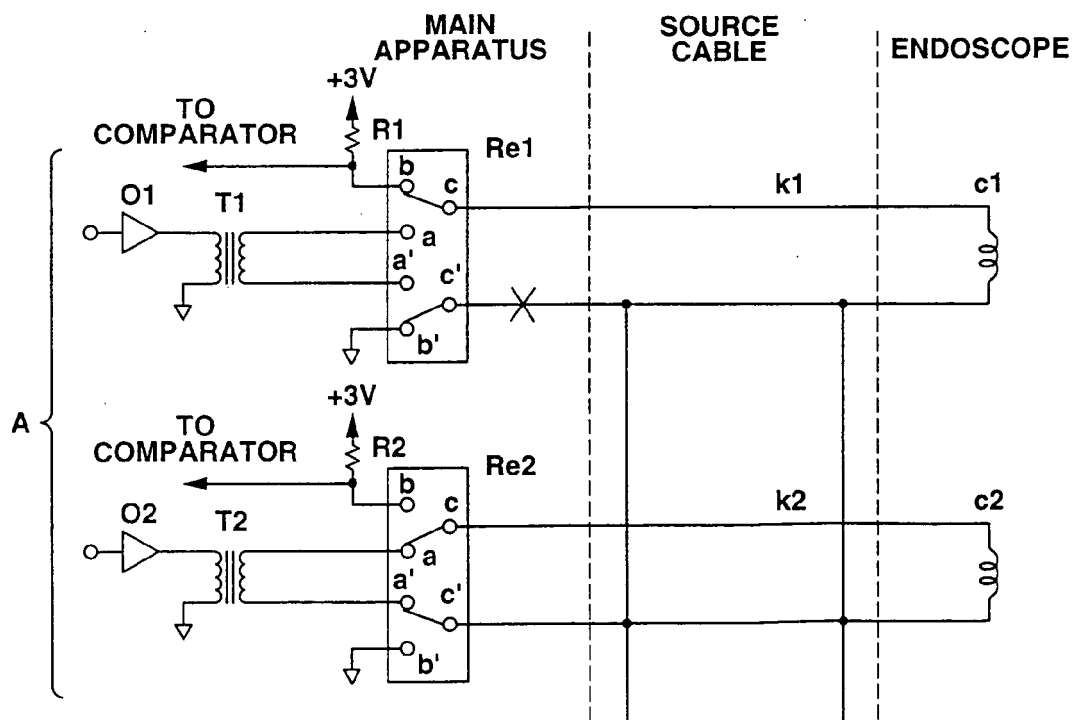 MAIN
APPARATUS
SOURCE
CABLE
ENDOSCOPE
+3V
TO
COMPARATOR
R1
Re1
b
c
k1
c1
O1
T1
a
a'
c'
b'
A
+3V
TO
COMPARATOR
R2
Re2
b
c
k2
c2
O2
T2
a
a'
c'
b'